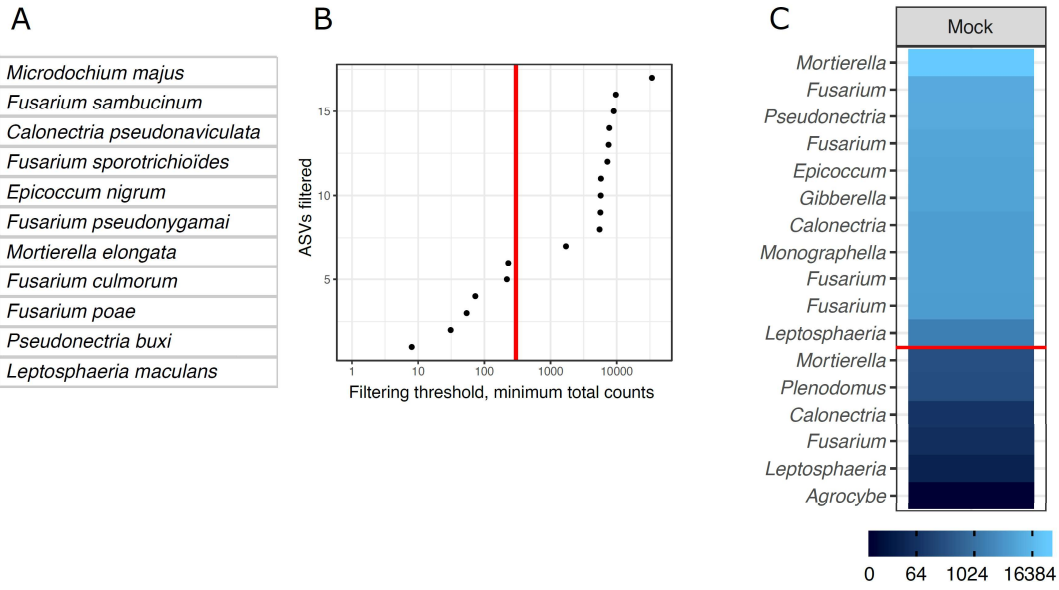 A
Microdochium majus
Fusarium sambucinum
Calonectria pseudonaviculata
Fusarium sporotrichioïdes
Epicoccum nigrum
Fusarium pseudonygamai
Mortierella elongata
Fusarium culmorum
Fusarium poae
Pseudonectria buxi
Leptosphaeria maculans
B
ASVs filtered
15
10
5
1 10 100 1000 10000
Filtering threshold, minimum total counts
C
Mock
Mortierella
Fusarium
Pseudonectria
Fusarium
Epicoccum
Gibberella
Calonectria
Monographella
Fusarium
Fusarium
Leptosphaeria
Mortierella
Plenodomus
Calonectria
Fusarium
Leptosphaeria
Agrocybe
0 64 1024 16384